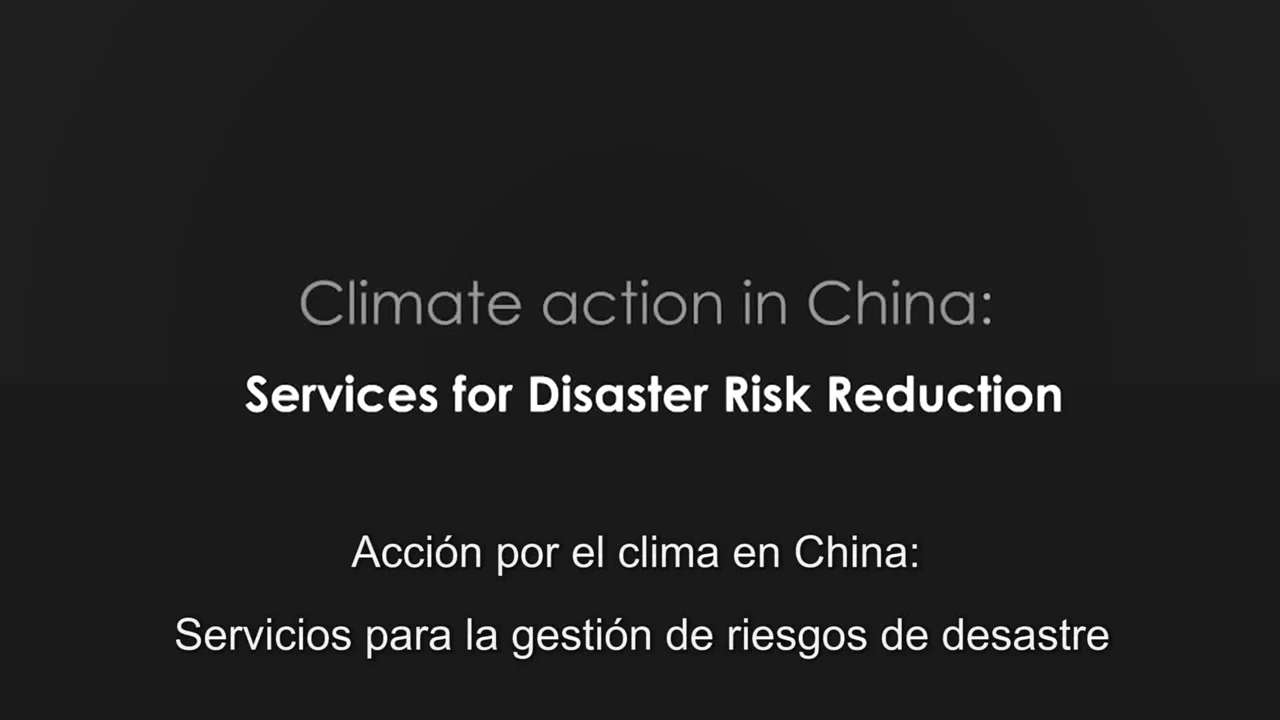 Climate action in China:
Services for Disaster Risk Reduction
Acción por el clima en China:
Servicios para la gestión de riesgos de desastre